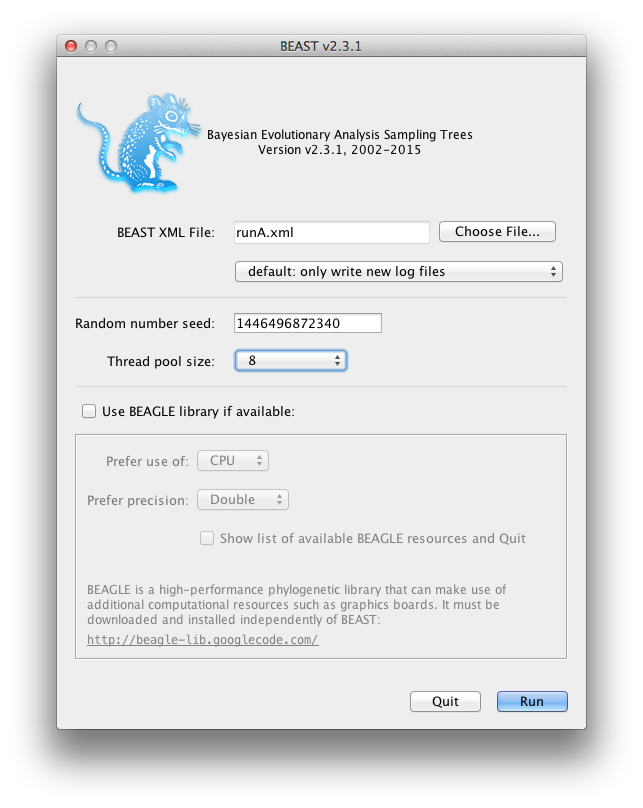 BEAST v2.3.1
Bayesian Evolutionary Analysis Sampling Trees
Version v2.3.1, 2002-2015
BEAST XML File: runA.xml Choose File...
default: only write new log files
Random number seed: 1446496872340
Thread pool size: 8
Use BEAGLE library if available:
Prefer use of: CPU
Prefer precision: Double
Show list of available BEAGLE resources and Quit
BEAGLE is a high-performance phylogenetic library that can make use of
additional computational resources such as graphics boards. It must be
downloaded and installed independently of BEAST:
http://beagle-lib.googlecode.com/
Quit Run